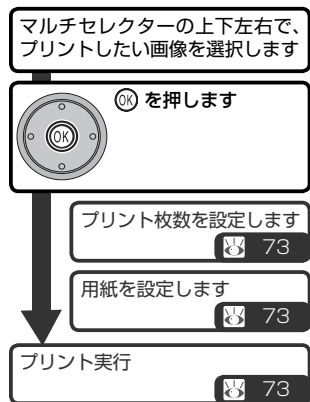 マルチセレクターの上下左右で、
プリントしたい画像を選択します
OK を押します
OK
プリント枚数を設定します
73
用紙を設定します
73
プリント実行
73